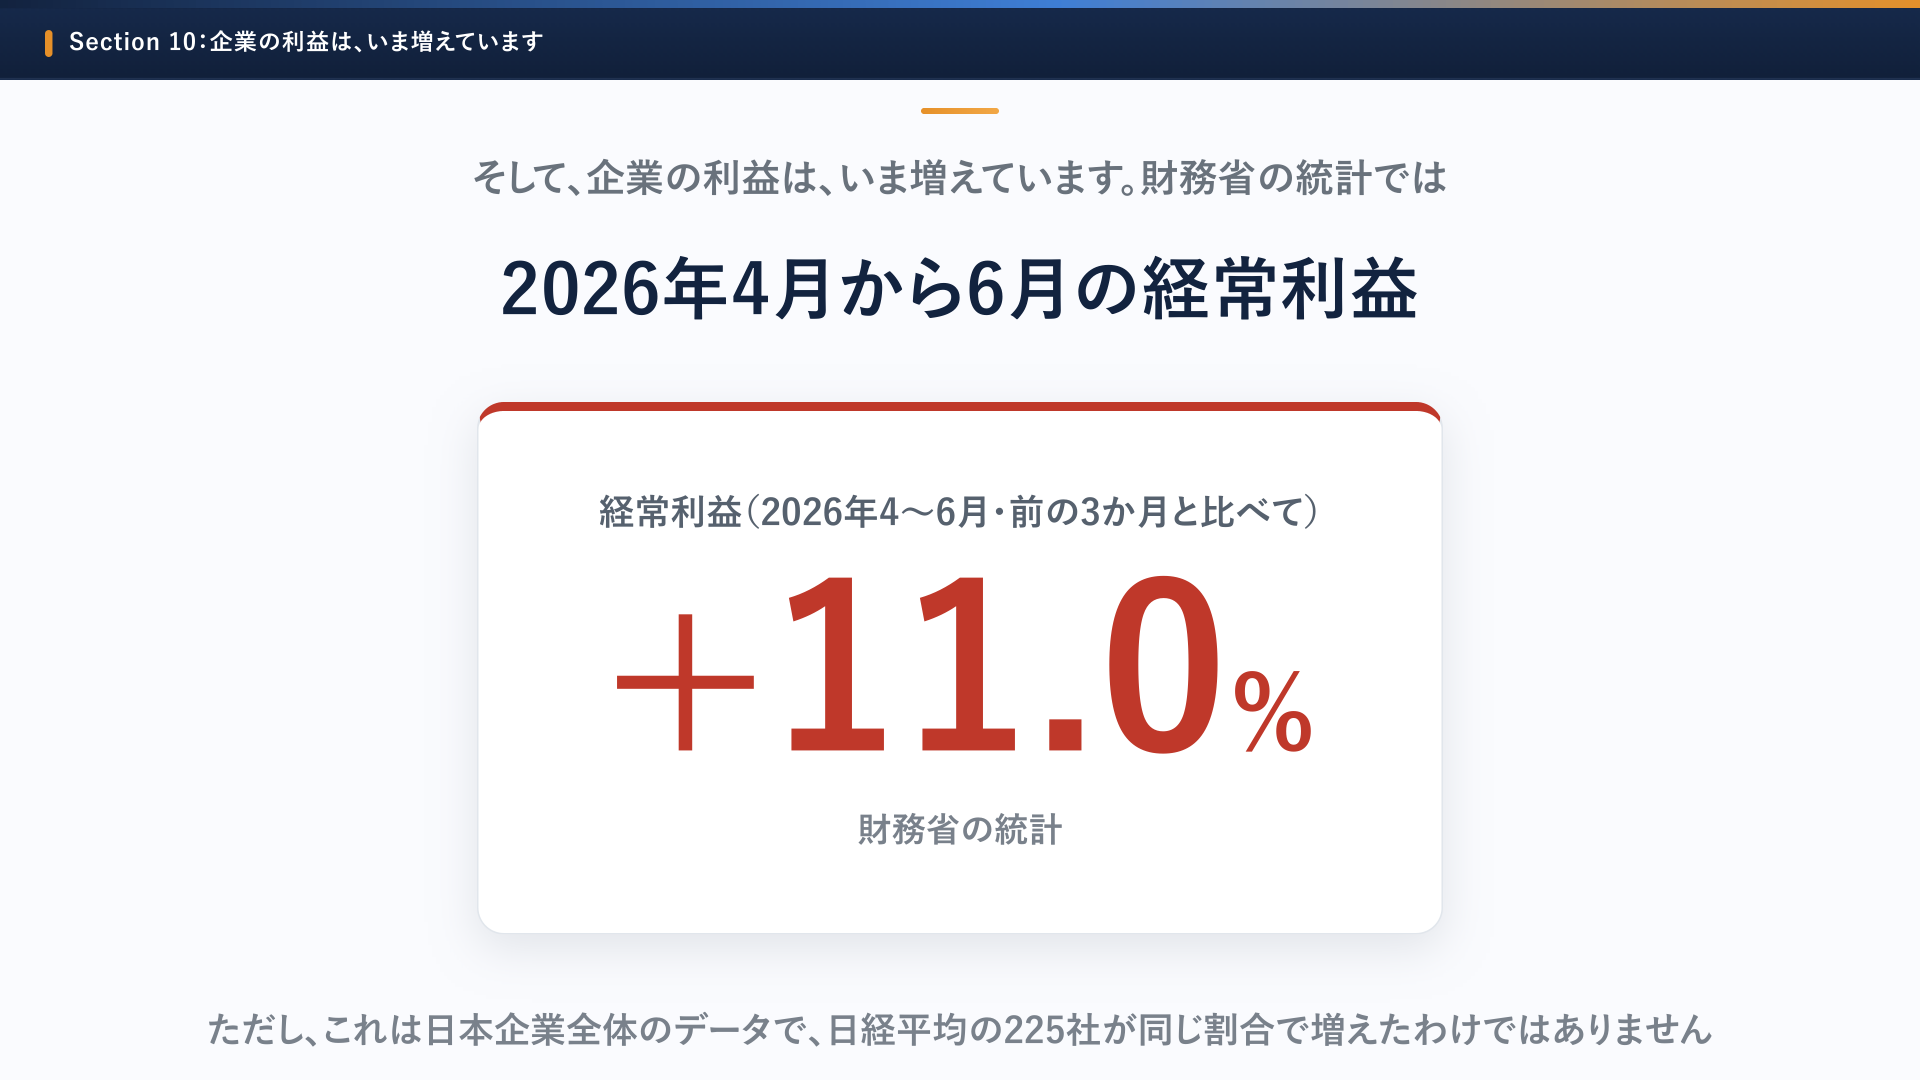 Section 10：企業の利益は、いま増えています
そして、企業の利益は、いま増えています。財務省の統計では
2026年4月から6月の経常利益
経常利益（2026年4〜6月・前の3か月と比べて）
＋11.0%
財務省の統計
ただし、これは日本企業全体のデータで、日経平均の225社が同じ割合で増えたわけではありません